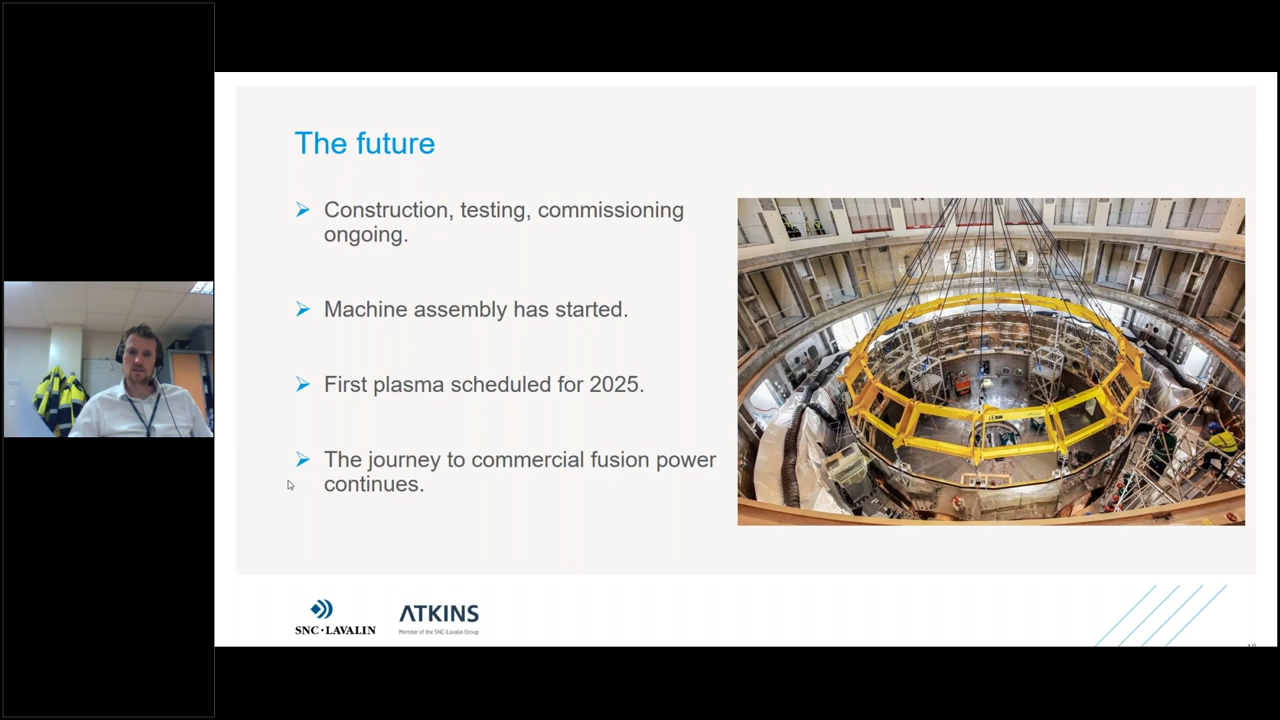 The future
Construction, testing, commissioning
ongoing.
Machine assembly has started.
First plasma scheduled for 2025.
The journey to commercial fusion power
continues.
SNC·LAVALIN
ATKINS
Member of the SNC-Lavalin Group